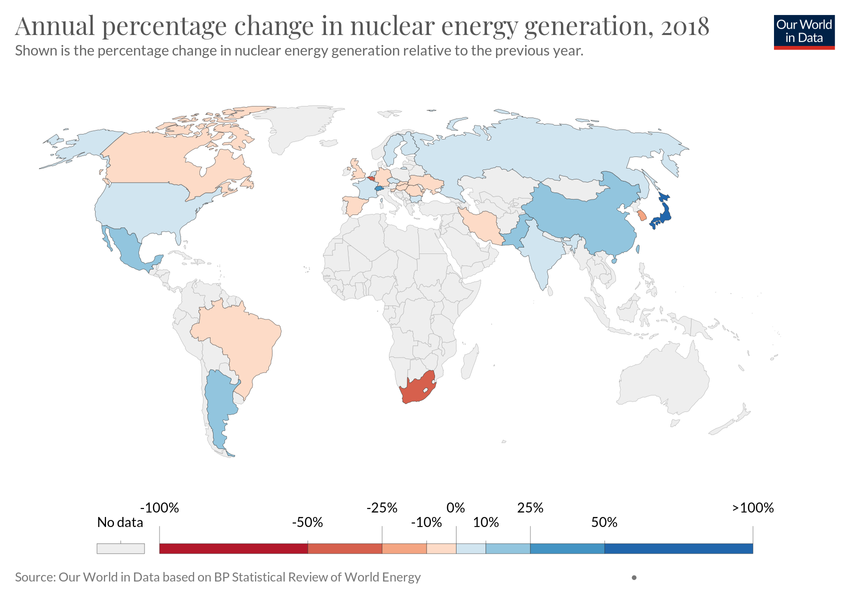 Annual percentage change in nuclear energy generation, 2018
Shown is the percentage change in nuclear energy generation relative to the previous year.
Our World
in Data
-100% -25% 0% 25% >100%
No data -50% -10% 10% 50%
Source: Our World in Data based on BP Statistical Review of World Energy